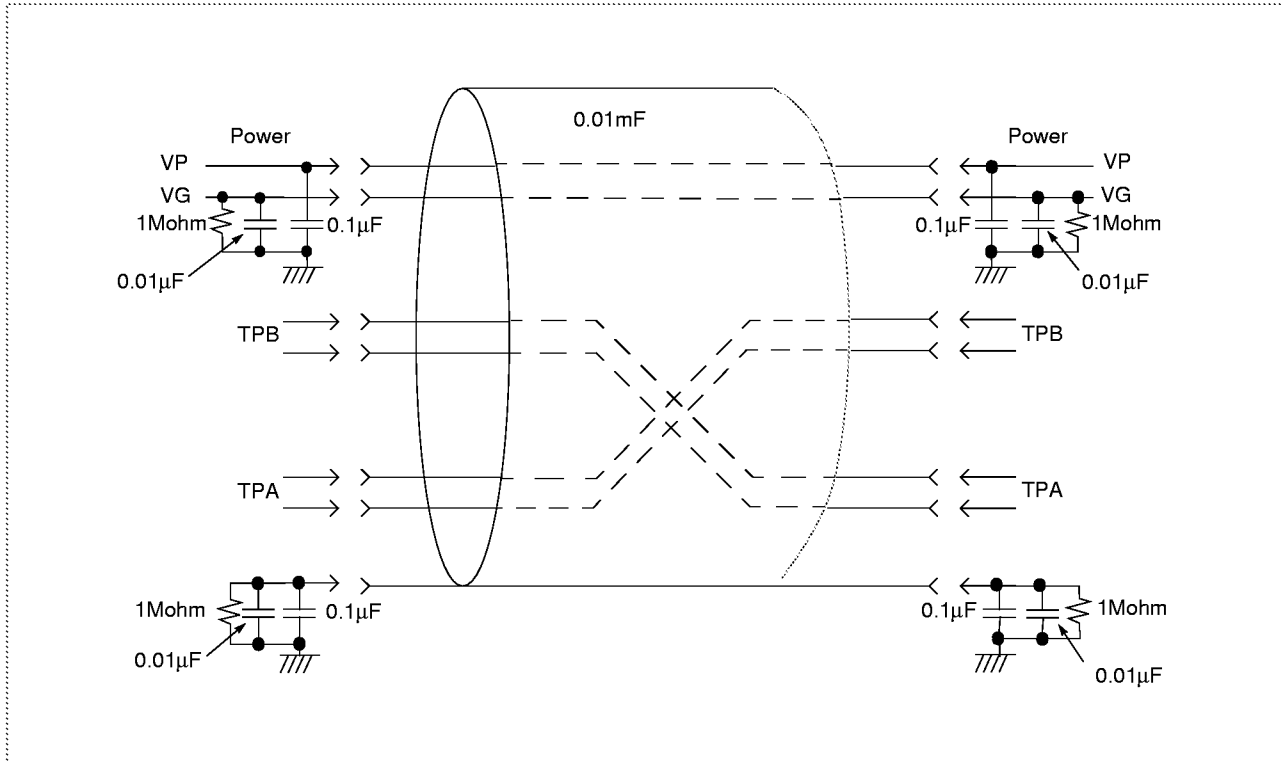 0.01mF
Power
Power
VP
VP
VG
VG
1Mohm
0.1μF
0.1μF
1Mohm
0.01μF
0.01μF
TPB
TPB
TPA
TPA
1Mohm
0.1μF
0.1μF
1Mohm
0.01μF
0.01μF